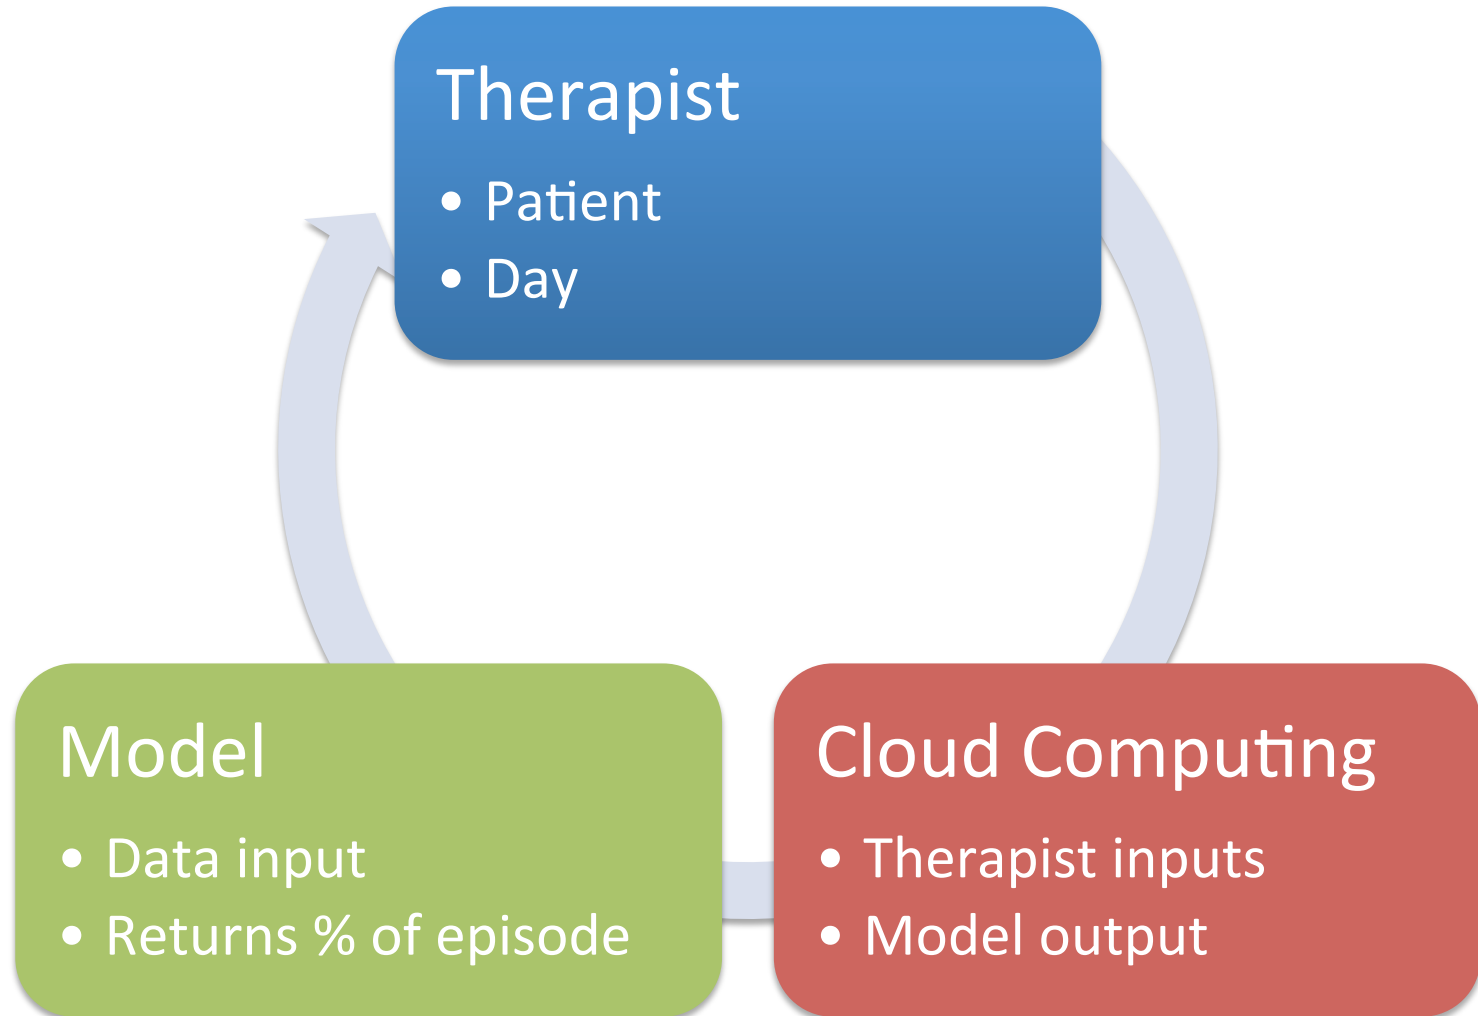 Therapist
• Patient
• Day
Model
• Data input
• Returns % of episode
Cloud Computing
• Therapist inputs
• Model output